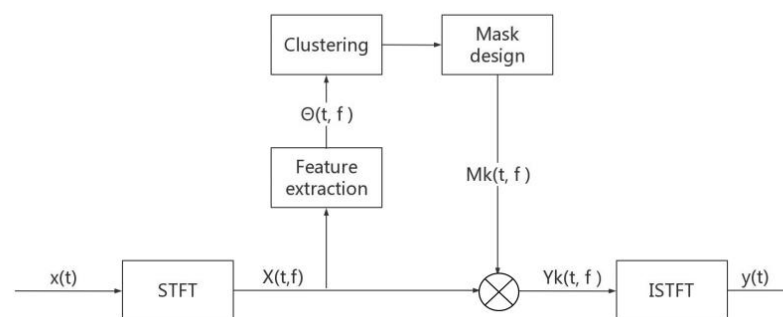 Clustering
Mask
design
Θ(t, f )
Feature
extraction
Mk(t, f )
x(t)
STFT
X(t,f)
Yk(t, f )
ISTFT
y(t)